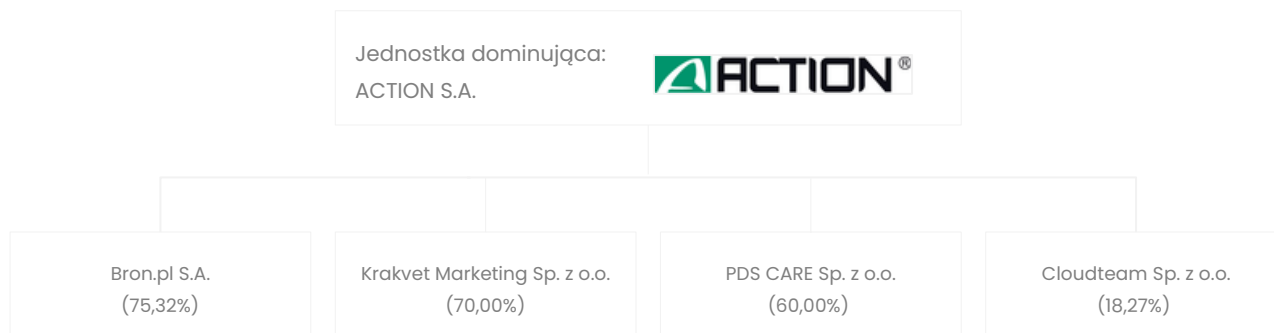 Jednostka dominująca:
ACTION S.A.
ACTION®
Bron.pl S.A.
(75,32%)
Krakvet Marketing Sp. z o.o.
(70,00%)
PDS CARE Sp. z o.o.
(60,00%)
Cloudteam Sp. z o.o.
(18,27%)